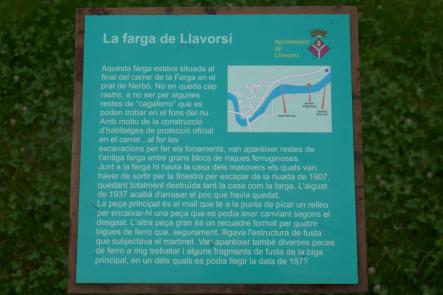 La farga de Llavorsí
Ajuntament
de
Llavorsí
Aquesta farga estava situada al
final del carrer de la Farga en el
prat de Nerbó. No en queda cap
rastre, a no ser per algunes
restes de "cagaferro" que es
poden trobar en el fons del riu.
Amb motiu de la construcció
d'habitatges de protecció oficial
en el carrer , al fer les
excavacions per fer els fonaments, van aparèixer restes de
l'antiga farga entre grans blocs de roques ferruginoses.
Junt a la farga hi havia la casa dels masovers els quals van
haver de sortir per la finestra per escapar de la riuada de 1907,
quedant totalment destruïda tant la casa com la farga. L'aiguat
de 1937 acabà d'arrasar el poc que havia quedat.
La peça principal és el mall que té a la punta de picar un relleu
per encaixar-hi una peça que es podia anar canviant segons el
desgast. L'altra peça gran és un recuadre format per quatre
bigues de ferro que, segurament, lligava l'estructura de fusta
que subjectava el martinet. Van aparèixer també diverses peces
de ferro a mig treballar i alguns fragments de fusta de la biga
principal, en un dels quals es podia llegir la data de 187?